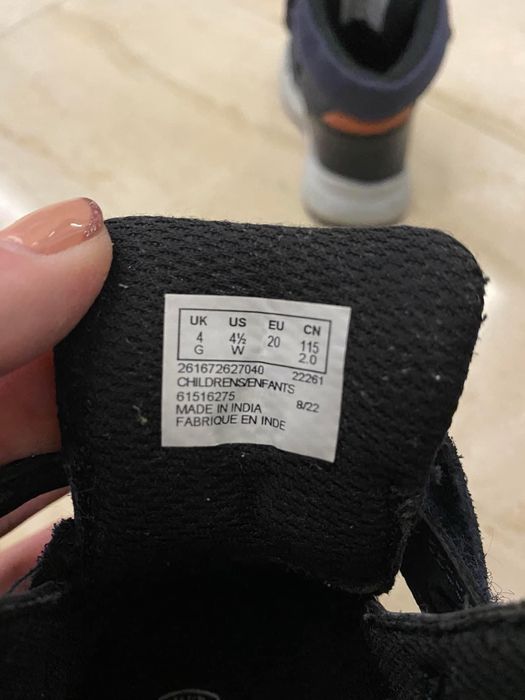 UK US EU CN
4 4½ 20 115
G W 2.0
261672627040 22261
CHILDRENS/ENFANTS
61516275 8/22
MADE IN INDIA
FABRIQUE EN INDE